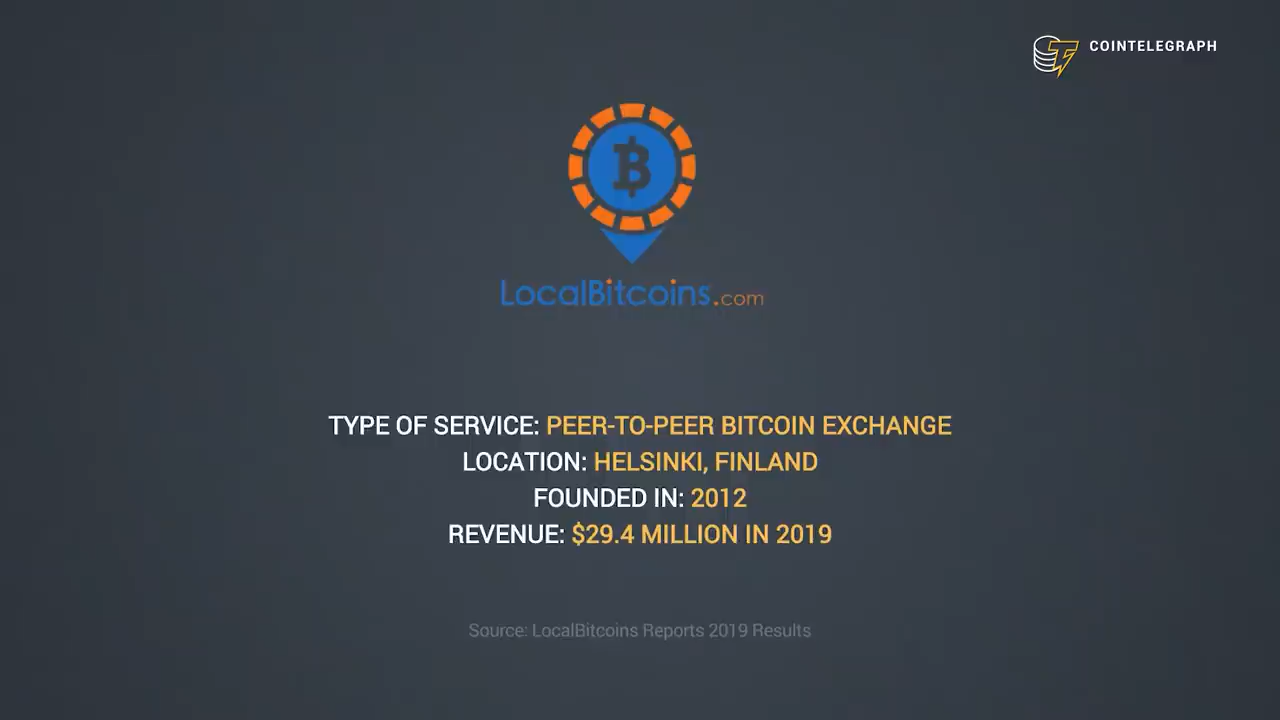 COINTELEGRAPH
LocalBitcoins.com
TYPE OF SERVICE: PEER-TO-PEER BITCOIN EXCHANGE
LOCATION: HELSINKI, FINLAND
FOUNDED IN: 2012
REVENUE: $29.4 MILLION IN 2019
Source: LocalBitcoins Reports 2019 Results